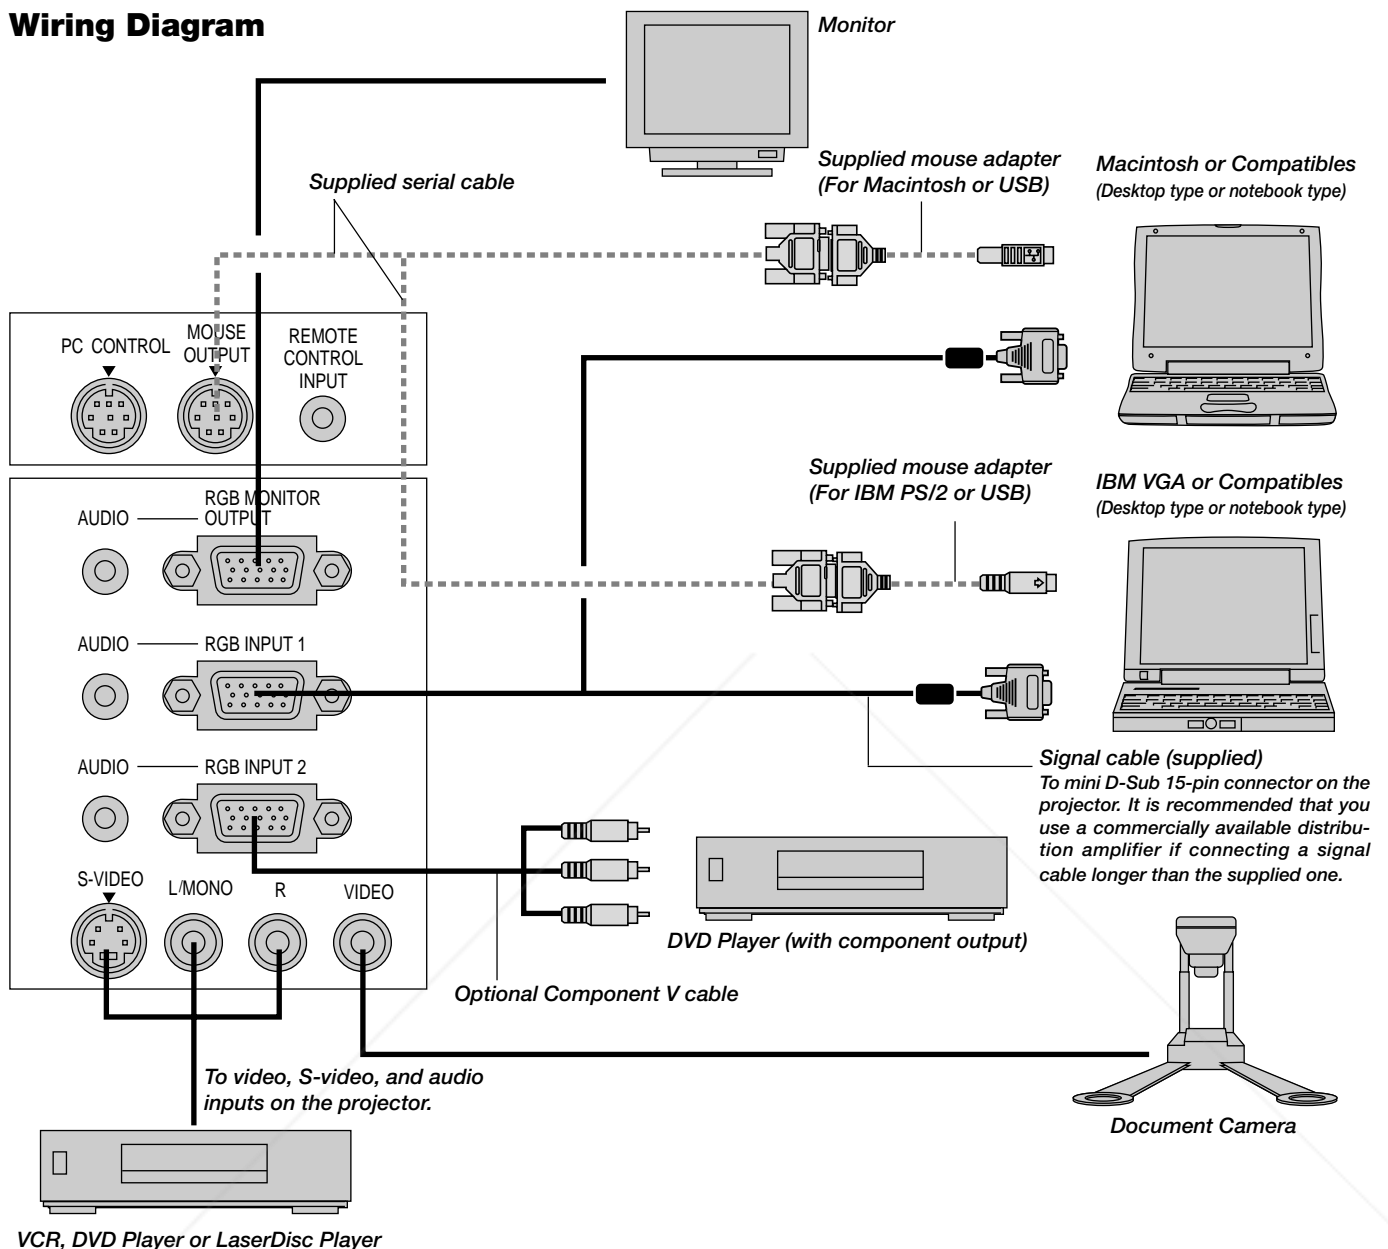 Wiring Diagram
Monitor
Supplied serial cable
Supplied mouse adapter
(For Macintosh or USB)
Macintosh or Compatibles
(Desktop type or notebook type)
PC CONTROL
MOUSE
OUTPUT
REMOTE
CONTROL
INPUT
Supplied mouse adapter
(For IBM PS/2 or USB)
IBM VGA or Compatibles
(Desktop type or notebook type)
AUDIO
RGB MONITOR
OUTPUT
AUDIO
RGB INPUT 1
AUDIO
RGB INPUT 2
Signal cable (supplied)
To mini D-Sub 15-pin connector on the
projector. It is recommended that you
use a commercially available distribu-
tion amplifier if connecting a signal
cable longer than the supplied one.
S-VIDEO
L/MONO
R
VIDEO
DVD Player (with component output)
Optional Component V cable
To video, S-video, and audio
inputs on the projector.
Document Camera
VCR, DVD Player or LaserDisc Player